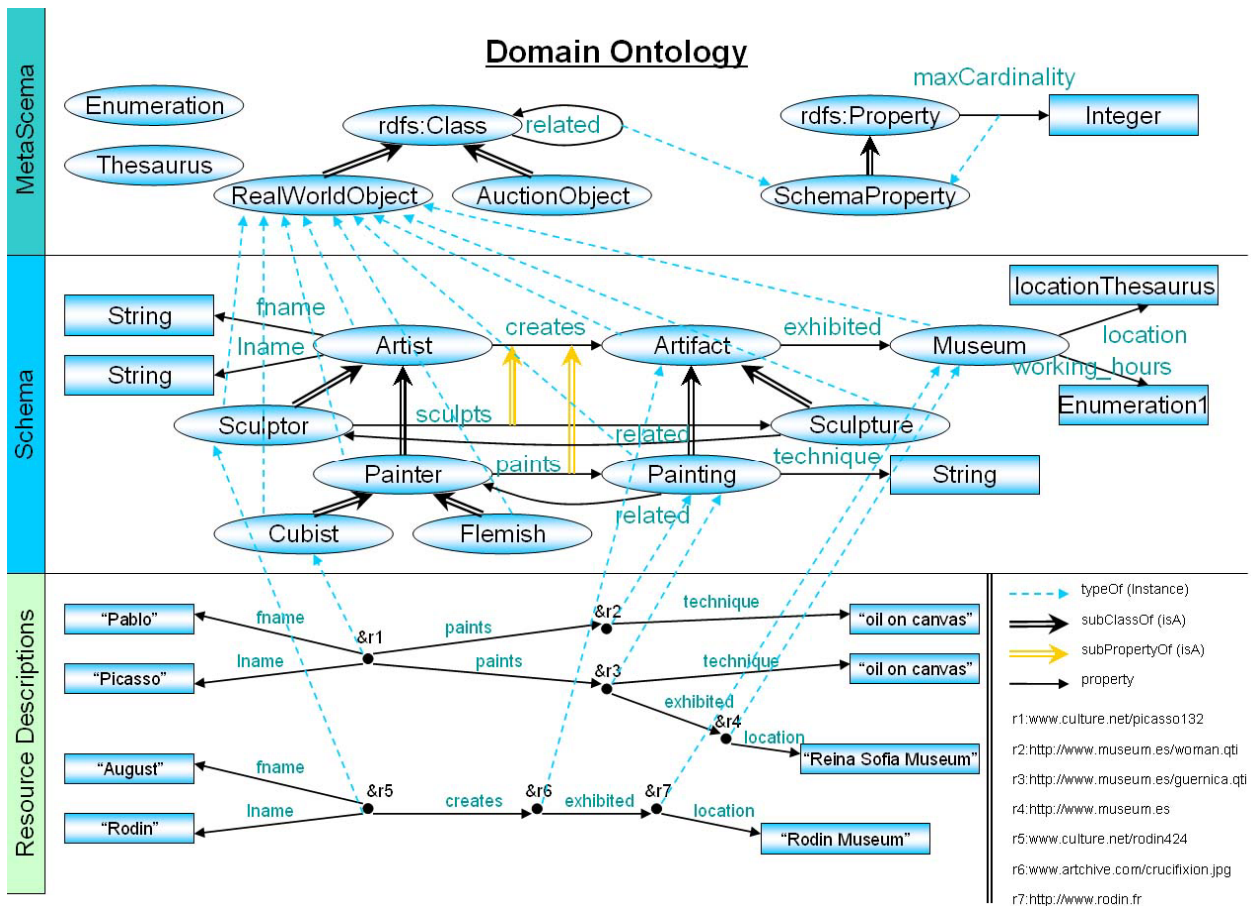 Domain Ontology
MetaScema
Enumeration
Thesaurus
rdfs:Class
related
RealWorldObject
AuctionObject
maxCardinality
rdfs:Property
Integer
SchemaProperty
Schema
String
fname
String
lname
Artist
creates
Artifact
exhibited
Museum
locationThesaurus
location
working_hours
Enumeration1
Sculptor
sculpts
related
Sculpture
Painter
paints
Painting
technique
String
related
Cubist
Flemish
Resource Descriptions
“Pablo”
fname
&r1
paints
&r2
technique
“oil on canvas”
“Picasso”
lname
paints
&r3
technique
“oil on canvas”
exhibited
&r4
location
“Reina Sofia Museum”
“August”
fname
&r5
creates
&r6
exhibited
&r7
location
“Rodin”
lname
“Rodin Museum”
typeOf (Instance)
subClassOf (isA)
subPropertyOf (isA)
property
r1:www.culture.net/picasso132
r2:http://www.museum.es/woman.qti
r3:http://www.museum.es/guernica.qti
r4:http://www.museum.es
r5:www.culture.net/rodin424
r6:www.artchive.com/crucifixion.jpg
r7:http://www.rodin.fr